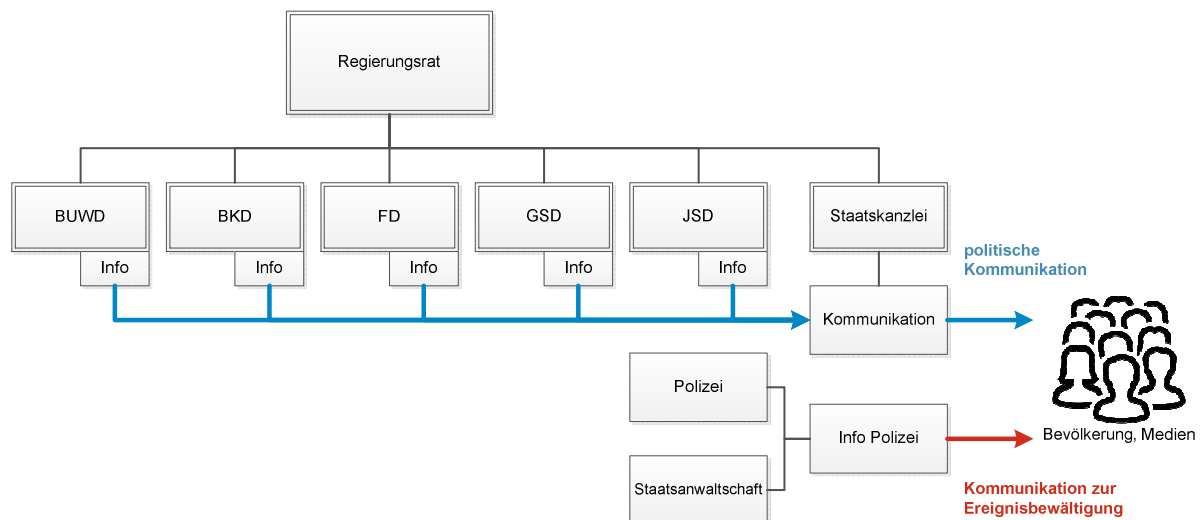 Regierungsrat
BUWD
BKD
FD
GSD
JSD
Staatskanzlei
Info
Info
Info
Info
Info
politische
Kommunikation
Kommunikation
Polizei
Info Polizei
Bevölkerung, Medien
Staatsanwaltschaft
Kommunikation zur
Ereignisbewältigung